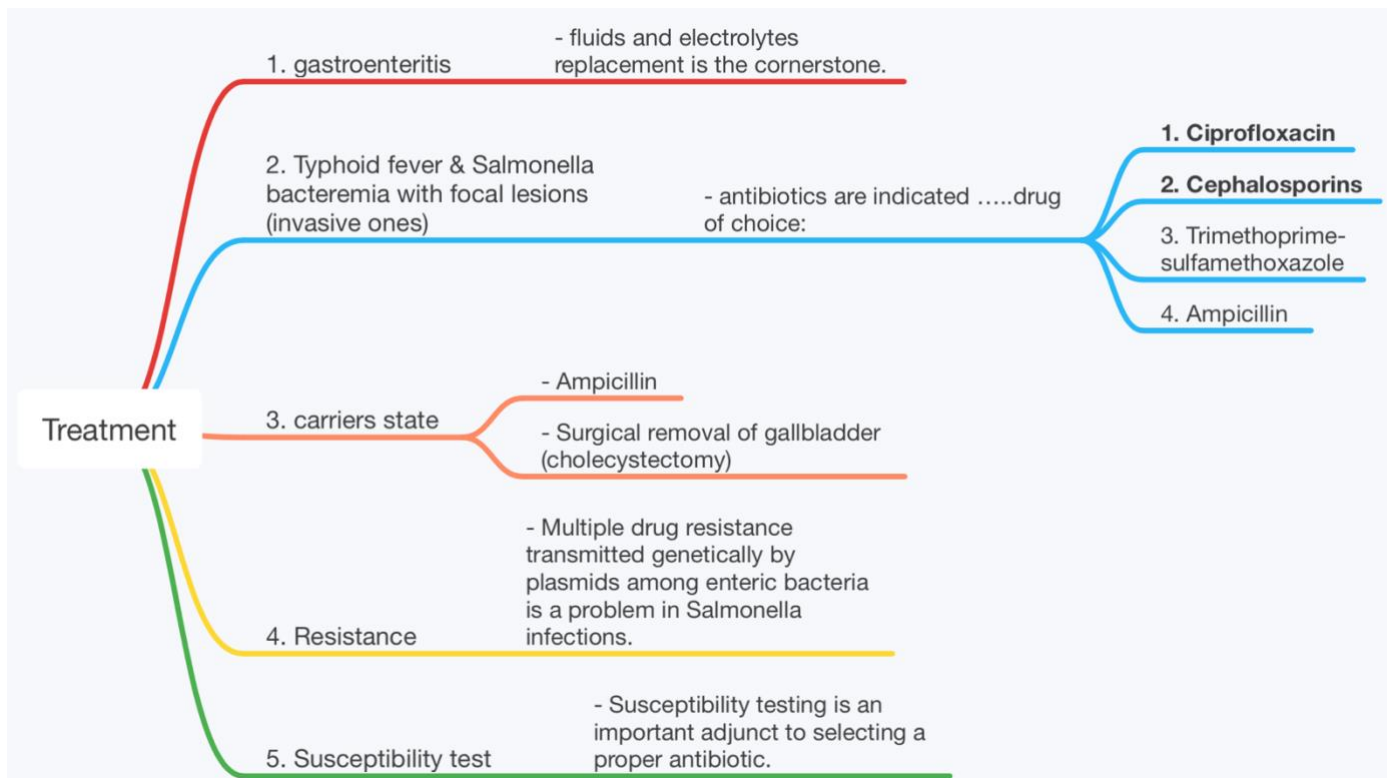 Treatment
1. gastroenteritis
- fluids and electrolytes
replacement is the cornerstone.
2. Typhoid fever & Salmonella
bacteremia with focal lesions
(invasive ones)
- antibiotics are indicated .....drug
of choice:
1. Ciprofloxacin
2. Cephalosporins
3. Trimethoprime-
sulfamethoxazole
4. Ampicillin
3. carriers state
- Ampicillin
- Surgical removal of gallbladder
(cholecystectomy)
4. Resistance
- Multiple drug resistance
transmitted genetically by
plasmids among enteric bacteria
is a problem in Salmonella
infections.
5. Susceptibility test
- Susceptibility testing is an
important adjunct to selecting a
proper antibiotic.